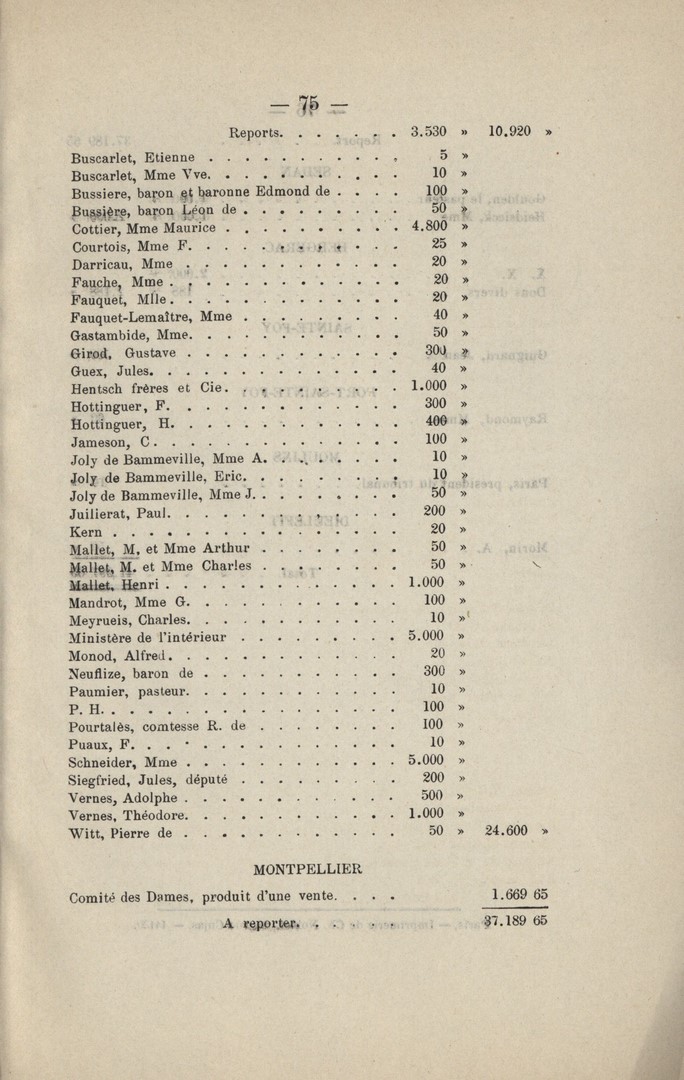 — 75 —
Reports. . . . . . . 3.530 » 10.920 »
Buscarlet, Etienne . . . . . . . . . . . 5 »
Buscarlet, Mme Vve. . . . . . . . . . . 10 »
Bussiere, baron et baronne Edmond de . . . . 100 »
Bussière, baron Léon de . . . . . . . . . 50 »
Cottier, Mme Maurice . . . . . . . . . . 4.800 »
Courtois, Mme F. . . . . . . . . . . . 25 »
Darricau, Mme . . . . . . . . . . . . 20 »
Fauche, Mme . . . . . . . . . . . . . 20 »
Fauquet, Mlle . . . . . . . . . . . . . 20 »
Fauquet-Lemaître, Mme . . . . . . . . . 40 »
Gastambide, Mme. . . . . . . . . . . . 50 »
Girod, Gustave . . . . . . . . . . . . 300 »
Guex, Jules. . . . . . . . . . . . . . 40 »
Hentsch frères et Cie. . . . . . . . . . 1.000 »
Hottinguer, F. . . . . . . . . . . . . 300 »
Hottinguer, H. . . . . . . . . . . . . 400 »
Jameson, C . . . . . . . . . . . . . . 100 »
Joly de Bammeville, Mme A. . . . . . . . 10 »
Joly de Bammeville, Eric. . . . . . . . . 10 »
Joly de Bammeville, Mme J. . . . . . . . 50 »
Juilierat, Paul. . . . . . . . . . . . . 200 »
Kern . . . . . . . . . . . . . . . . 20 »
Mallet, M. et Mme Arthur . . . . . . . . 50 »
Mallet, M. et Mme Charles . . . . . . . . 50 »
Mallet, Henri . . . . . . . . . . . . . 1.000 »
Mandrot, Mme G. . . . . . . . . . . . 100 »
Meyrueis, Charles. . . . . . . . . . . . 10 »
Ministère de l'intérieur . . . . . . . . . 5.000 »
Monod, Alfred. . . . . . . . . . . . . 20 »
Neuflize, baron de . . . . . . . . . . . 300 »
Paumier, pasteur. . . . . . . . . . . . 10 »
P. H. . . . . . . . . . . . . . . . . 100 »
Pourtalès, comtesse R. de . . . . . . . . 100 »
Puaux, F. . . . . . . . . . . . . . . 10 »
Schneider, Mme . . . . . . . . . . . . 5.000 »
Siegfried, Jules, député . . . . . . . . . 200 »
Vernes, Adolphe . . . . . . . . . . . . 500 »
Vernes, Théodore. . . . . . . . . . . . 1.000 »
Witt, Pierre de . . . . . . . . . . . . 50 » 24.600 »
MONTPELLIER
Comité des Dames, produit d'une vente. . . . 1.669 65
A reporter. . . . . . 37.189 65